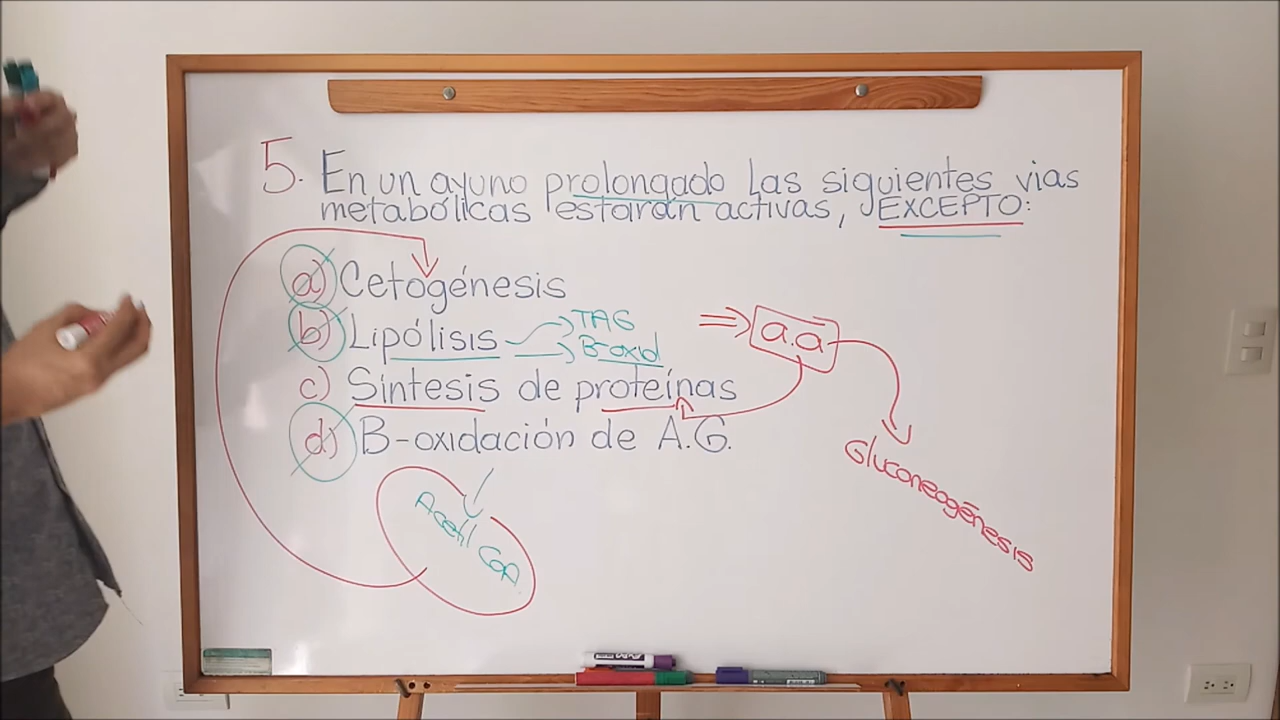 5. En un ayuno prolongado las siguientes vias
metabólicas estarán activas, EXCEPTO:
a) Cetogénesis
b) Lipólisis
TAG
B-oxid
a.a
c) Síntesis de proteínas
d) B-oxidación de A.G.
Gluconeogénesis
Acetil CoA